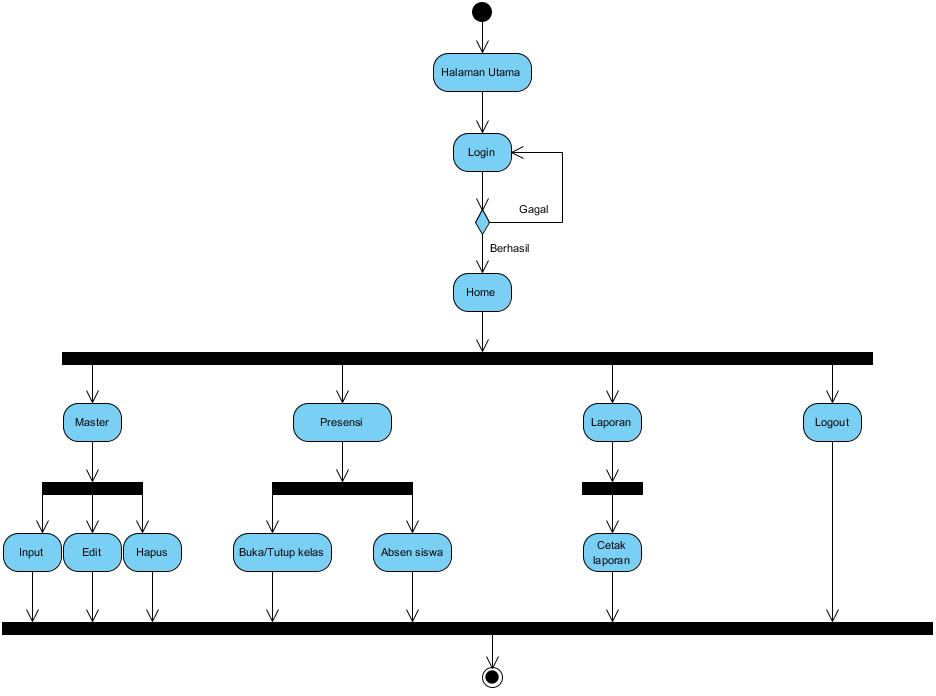 Halaman Utama
Login
Gagal
Berhasil
Home
Master
Presensi
Laporan
Logout
Input
Edit
Hapus
Buka/Tutup kelas
Absen siswa
Cetak
laporan